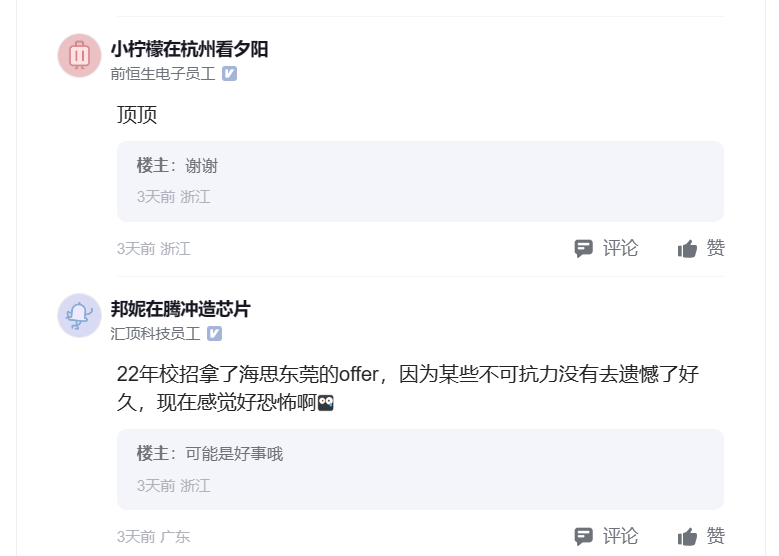 小柠檬在杭州看夕阳
前恒生电子员工
顶顶
楼主：谢谢
3天前 浙江
3天前 浙江
评论
赞
邦妮在腾冲造芯片
汇顶科技员工
22年校招拿了海思东莞的offer，因为某些不可抗力没有去遗憾了好
久，现在感觉好恐怖啊
楼主：可能是好事哦
3天前 浙江
3天前 广东
评论
赞